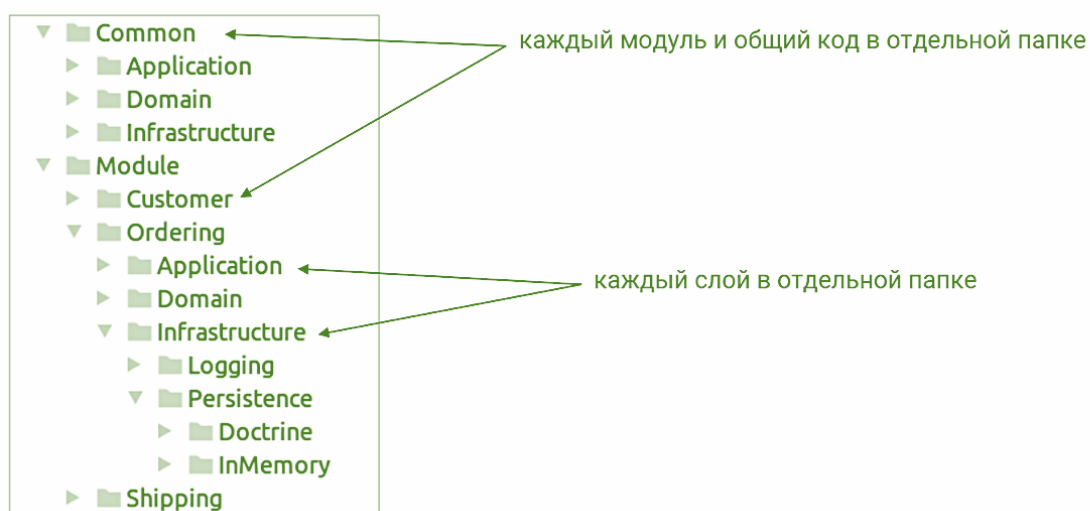 Common
каждый модуль и общий код в отдельной папке
Application
Domain
Infrastructure
Module
Customer
Ordering
Application
каждый слой в отдельной папке
Domain
Infrastructure
Logging
Persistence
Doctrine
InMemory
Shipping